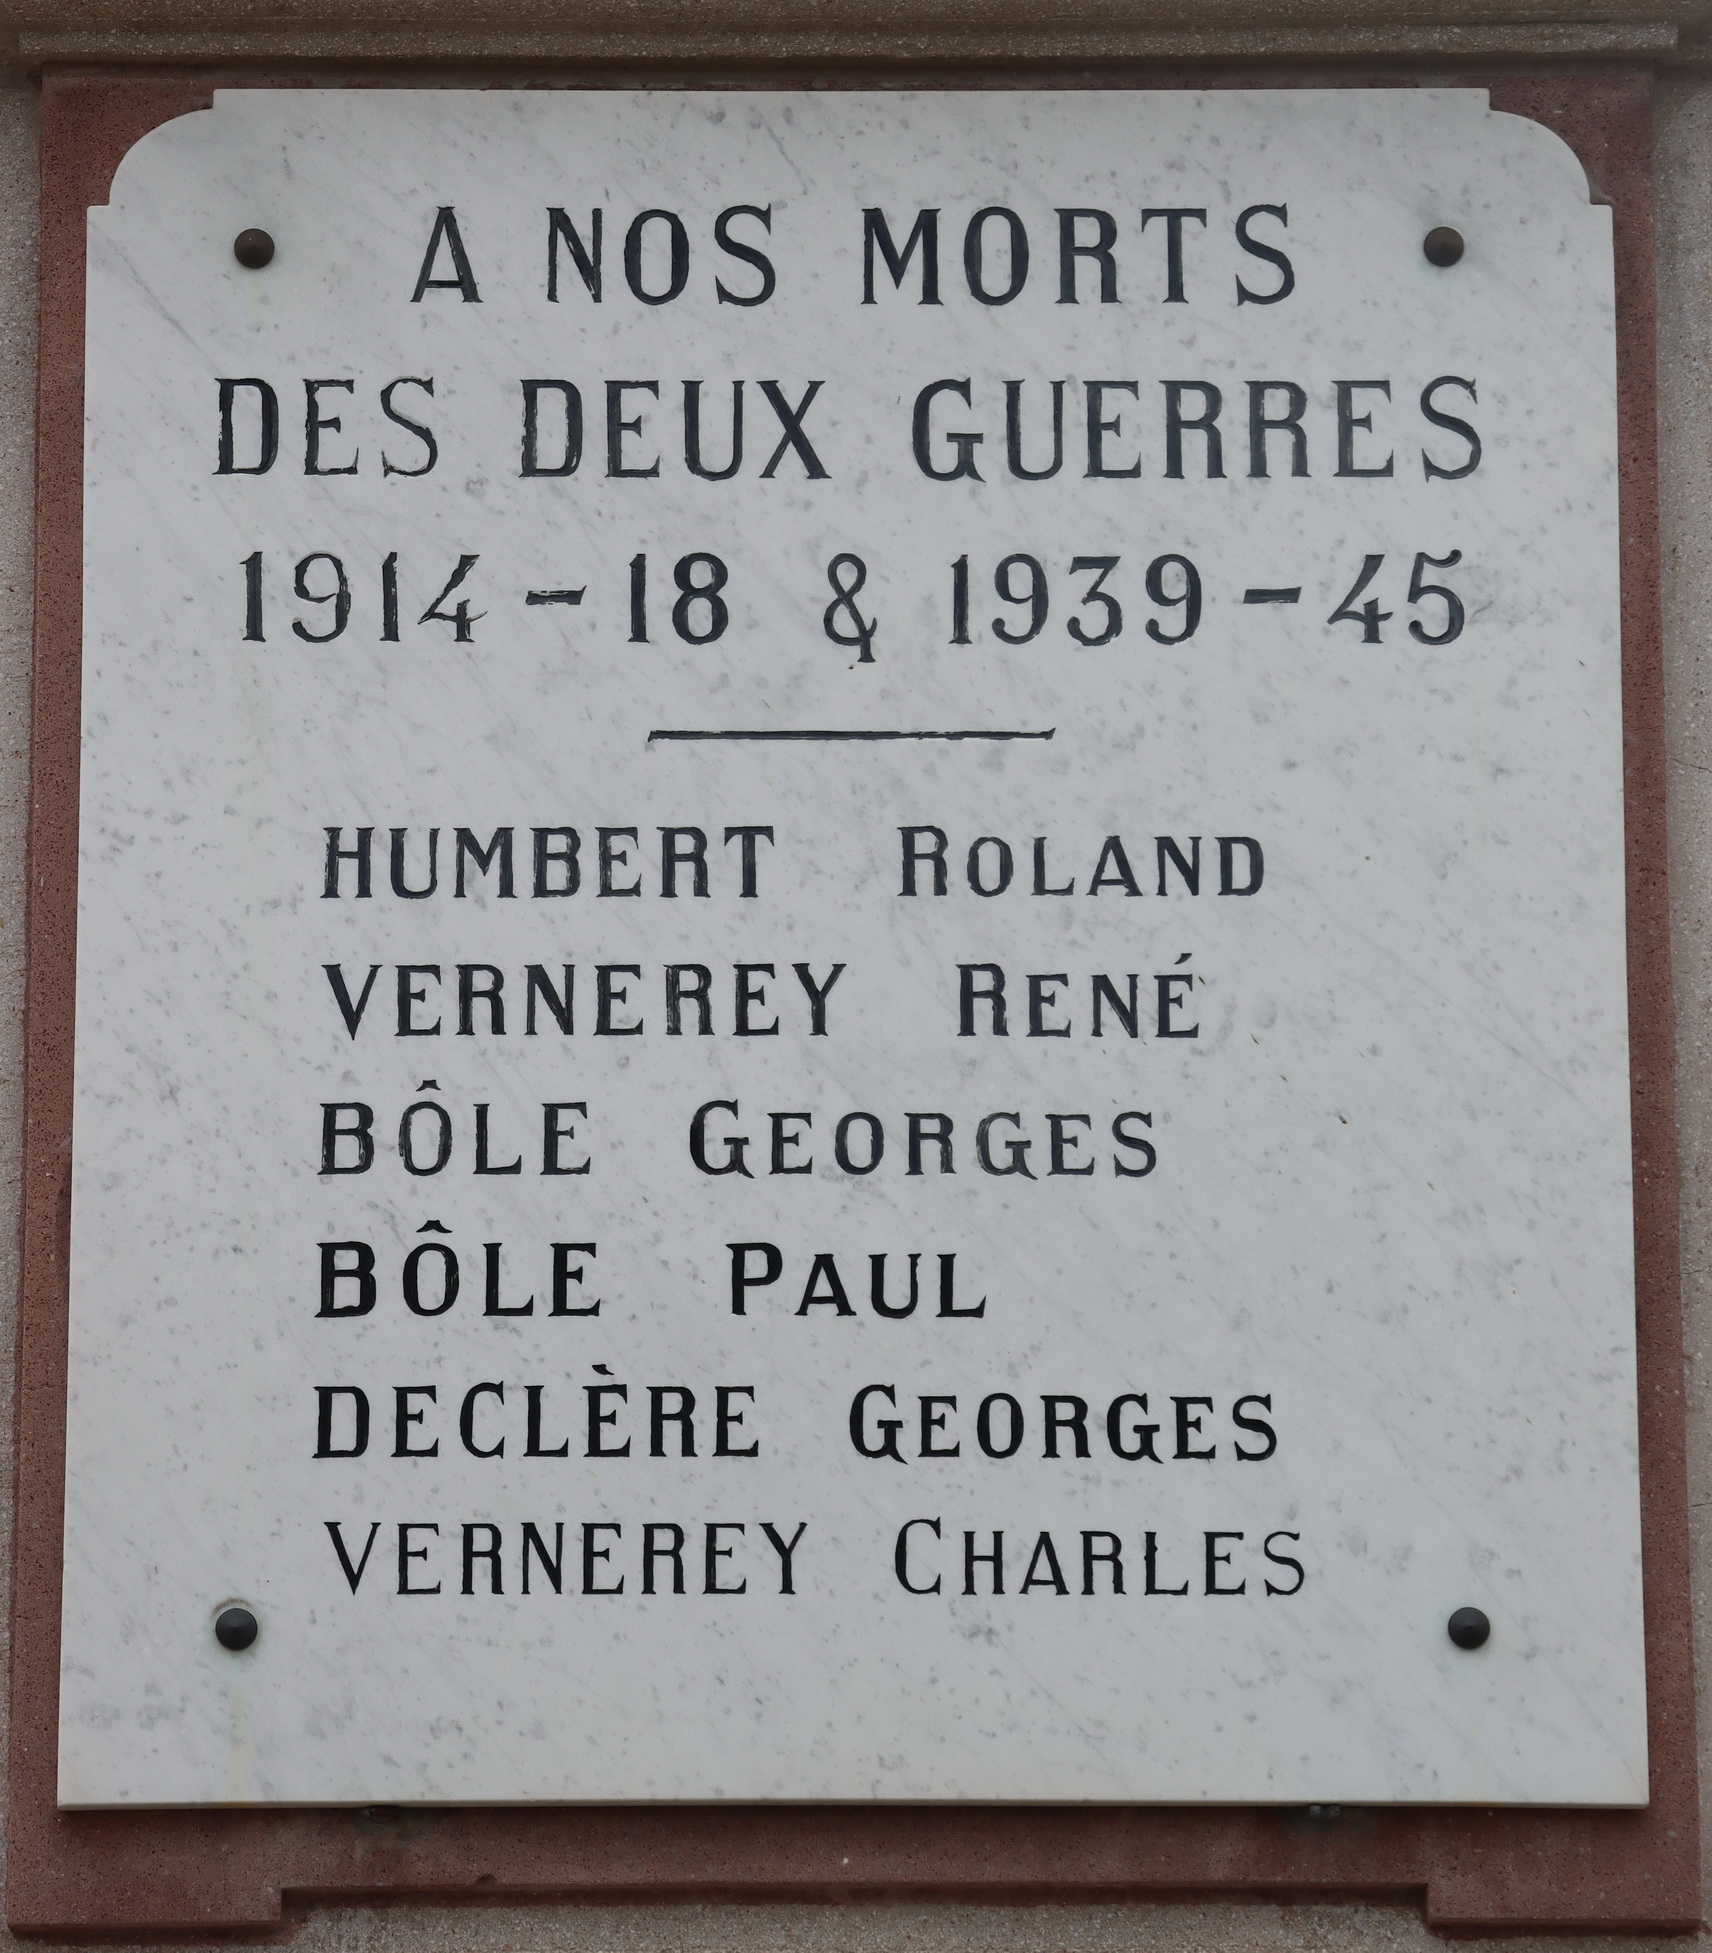 A NOS MORTS
DES DEUX GUERRES
1914-18 & 1939-45
HUMBERT ROLAND
VERNEREY RENÉ
BÔLE GEORGES
BÔLE PAUL
DECLÈRE GEORGES
VERNEREY CHARLES